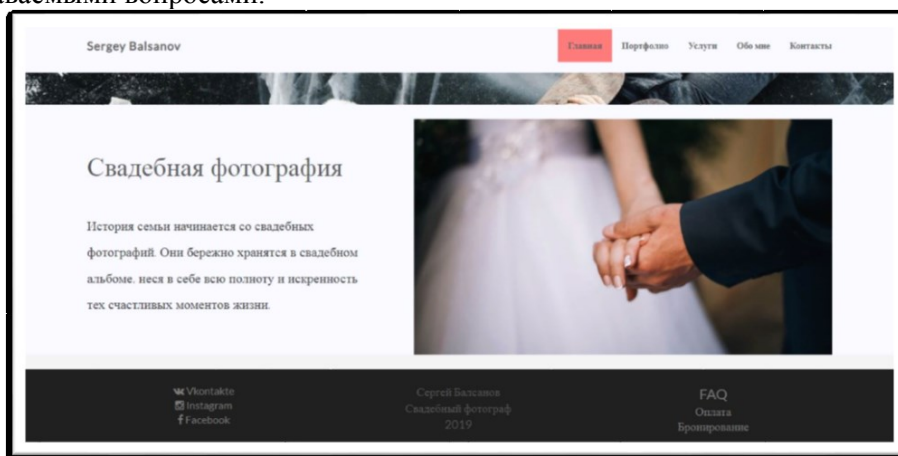 Sergey Balsanov
Главная Портфолио Услуги Обо мне Контакты
Свадебная фотография
История семьи начинается со свадебных
фотографий. Они бережно хранятся в свадебном
альбоме, неся в себе всю полноту и искренность
тех счастливых моментов жизни.
Vkontakte
Instagram
Facebook
Сергей Балсанов
Свадебный фотограф
2019
FAQ
Оплата
Бронирование